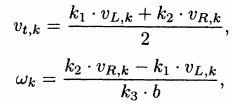 v_{t,k} = \frac{k_1 \cdot v_{L,k} + k_2 \cdot v_{R,k}}{2},
\omega_k = \frac{k_2 \cdot v_{R,k} - k_1 \cdot v_{L,k}}{k_3 \cdot b},